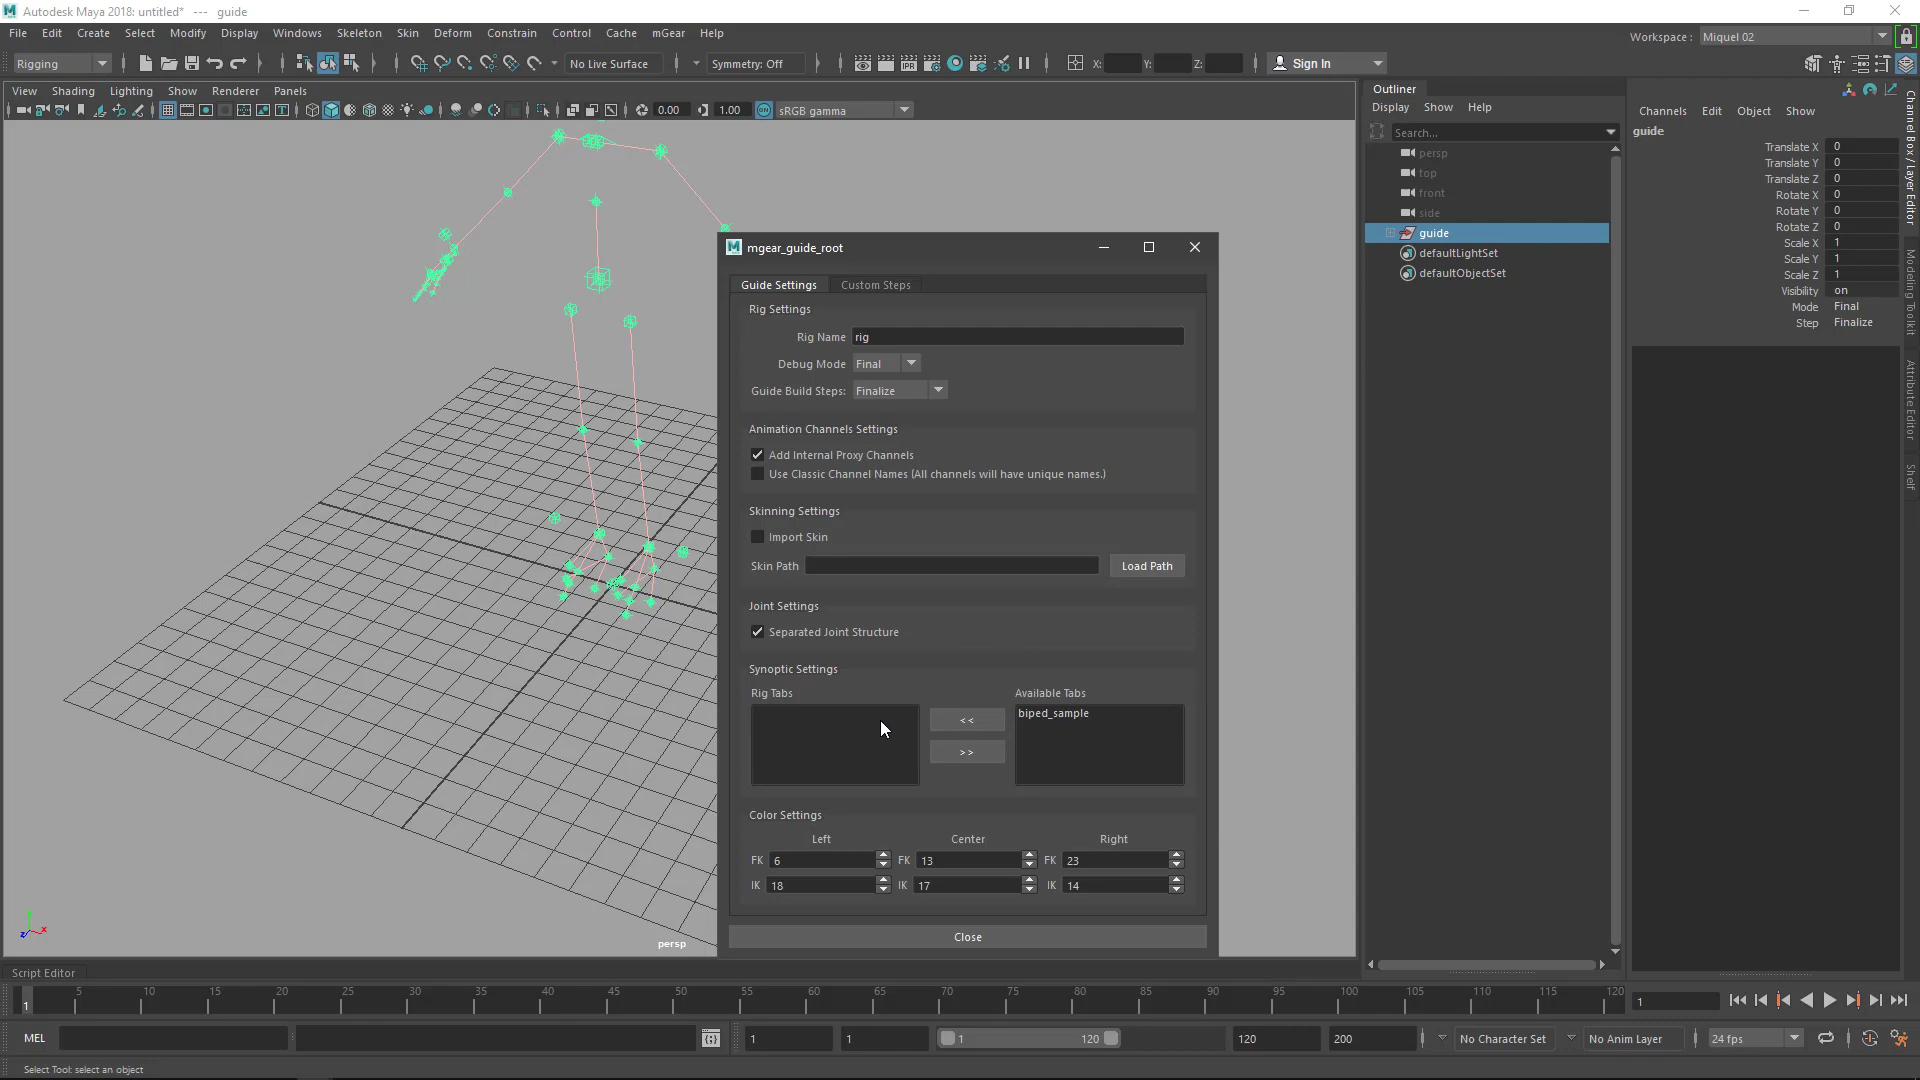 Autodesk Maya 2018: untitled* --- guide
File Edit Create Select Modify Display Windows Skeleton Skin Deform Constrain Control Cache mGear Help
Workspace : Miquel 02
Rigging No Live Surface Symmetry: Off X: Y: Z: Sign In
View Shading Lighting Show Renderer Panels
0.00 1.00 sRGB gamma
Outliner
Display Show Help
Search...
persp
top
front
side
guide
defaultLightSet
defaultObjectSet
Channels Edit Object Show
guide
Translate X 0
Translate Y 0
Translate Z 0
Rotate X 0
Rotate Y 0
Rotate Z 0
Scale X 1
Scale Y 1
Scale Z 1
Visibility on
Mode Final
Step Finalize
Channel Box / Layer Editor
Modeling Toolkit
Attribute Editor
Shelf
mgear_guide_root
Guide Settings Custom Steps
Rig Settings
Rig Name rig
Debug Mode Final
Guide Build Steps: Finalize
Animation Channels Settings
Add Internal Proxy Channels
Use Classic Channel Names (All channels will have unique names.)
Skinning Settings
Import Skin
Skin Path Load Path
Joint Settings
Separated Joint Structure
Synoptic Settings
Rig Tabs Available Tabs
<< biped_sample
>>
Color Settings
Left Center Right
FK 6 FK 13 FK 23
IK 18 IK 17 IK 14
Close
persp
Script Editor
1 5 10 15 20 25 30 35 40 45 50 55 60 65 70 75 80 85 90 95 100 105 110 115 120 1
MEL 1 1 1 120 120 200 No Character Set No Anim Layer 24 fps
Select Tool: select an object